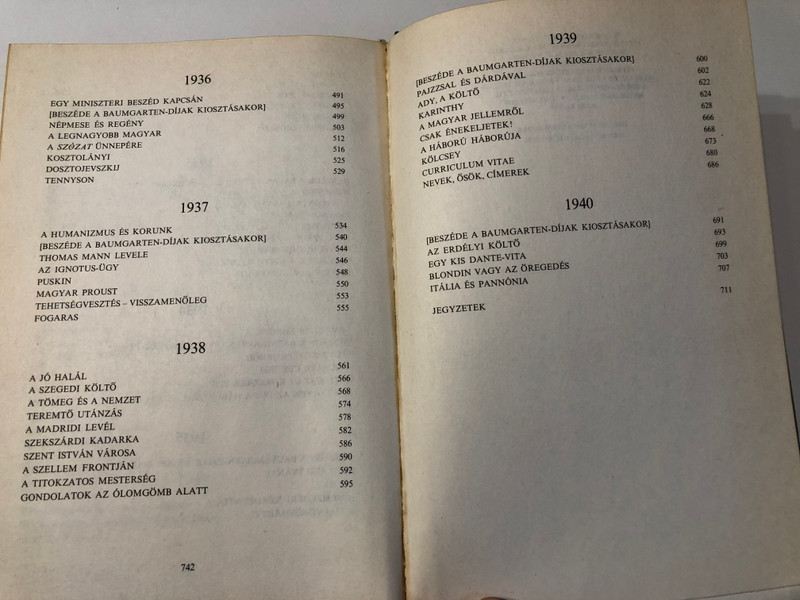 1936
EGY MINISZTERI BESZÉD KAPCSÁN 491
[BESZÉDE A BAUMGARTEN-DÍJAK KIOSZTÁSAKOR] 495
NÉPMESE ÉS REGÉNY 499
A LEGNAGYOBB MAGYAR 503
A SZÓZAT ÜNNEPÉRE 512
KOSZTOLÁNYI 516
DOSZTOJEVSZKIJ 525
TENNYSON 529
1937
A HUMANIZMUS ÉS KORUNK 534
[BESZÉDE A BAUMGARTEN-DÍJAK KIOSZTÁSAKOR] 540
THOMAS MANN LEVELE 544
AZ IGNOTUS-ÜGY 546
PUSKIN 548
MAGYAR PROUST 550
TEHETSÉGVESZTÉS – VISSZAMENŐLEG 553
FOGARAS 555
1938
A JÓ HALÁL 561
A SZEGEDI KÖLTŐ 566
A TÖMEG ÉS A NEMZET 568
TEREMTŐ UTÁNZÁS 574
A MADRIDI LEVÉL 578
SZEKSZÁRDI KADARKA 582
SZENT ISTVÁN VÁROSA 586
A SZELLEM FRONTJÁN 590
A TITOKZATOS MESTERSÉG 592
GONDOLATOK AZ ÓLOMGÖMB ALATT 595
742
1939
[BESZÉDE A BAUMGARTEN-DÍJAK KIOSZTÁSAKOR] 600
PAJZZSAL ÉS DÁRDÁVAL 602
ADY, A KÖLTŐ 622
KARINTHY 624
A MAGYAR JELLEMRŐL 628
CSAK ÉNEKELJETEK! 666
A HÁBORÚ HÁBORÚJA 668
KÖLCSEY 673
CURRICULUM VITAE 680
NEVEK, ŐSÖK, CÍMEREK 686
1940
[BESZÉDE A BAUMGARTEN-DÍJAK KIOSZTÁSAKOR] 691
AZ ERDÉLYI KÖLTŐ 693
EGY KIS DANTE-VITA 699
BLONDIN VAGY AZ ÖREGEDÉS 703
ITÁLIA ÉS PANNÓNIA 707
JEGYZETEK 711